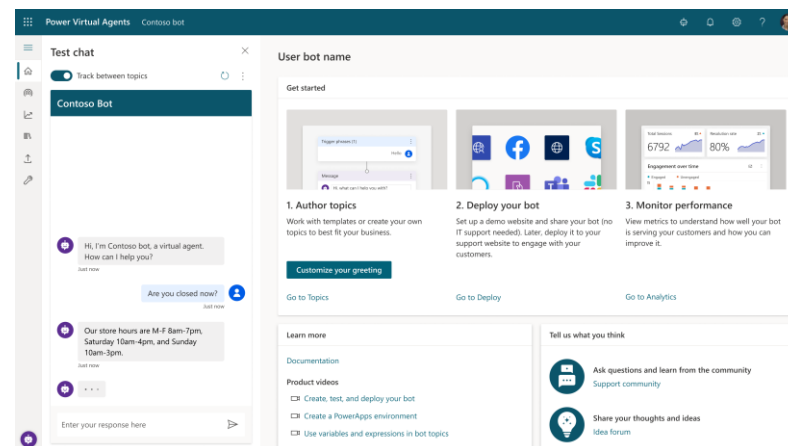 Power Virtual Agents Contoso bot
Test chat
Track between topics
Contoso Bot
Hi, I'm Contoso bot, a virtual agent.
How can I help you?
Just now
Are you closed now?
Just now
Our store hours are M-F 8am-7pm,
Saturday 10am-4pm, and Sunday
10am-3pm.
Just now
Enter your response here
User bot name
Get started
Trigger phrases (1)
Hello
Message
Hi, what can I help you with?
1. Author topics
Work with templates or create your own
topics to best fit your business.
Customize your greeting
Go to Topics
2. Deploy your bot
Set up a demo website and share your bot (no
IT support needed). Later, deploy it to your
support website to engage with your
customers.
Go to Deploy
Total Sessions
6792
Resolution rate
80%
Engagement over time
Engaged
3. Monitor performance
View metrics to understand how well your bot
is serving your customers and how you can
improve it.
Go to Analytics
Learn more
Documentation
Product videos
Create, test, and deploy your bot
Create a PowerApps environment
Use variables and expressions in bot topics
Tell us what you think
Ask questions and learn from the community
Support community
Share your thoughts and ideas
Idea forum